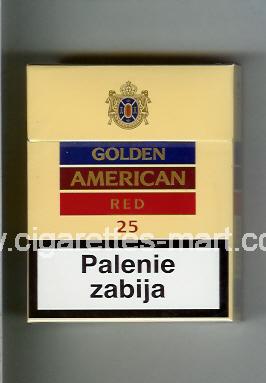 GOLDEN
AMERICAN
RED
25
www.cigarettes-mart.com
Palenie
zabija